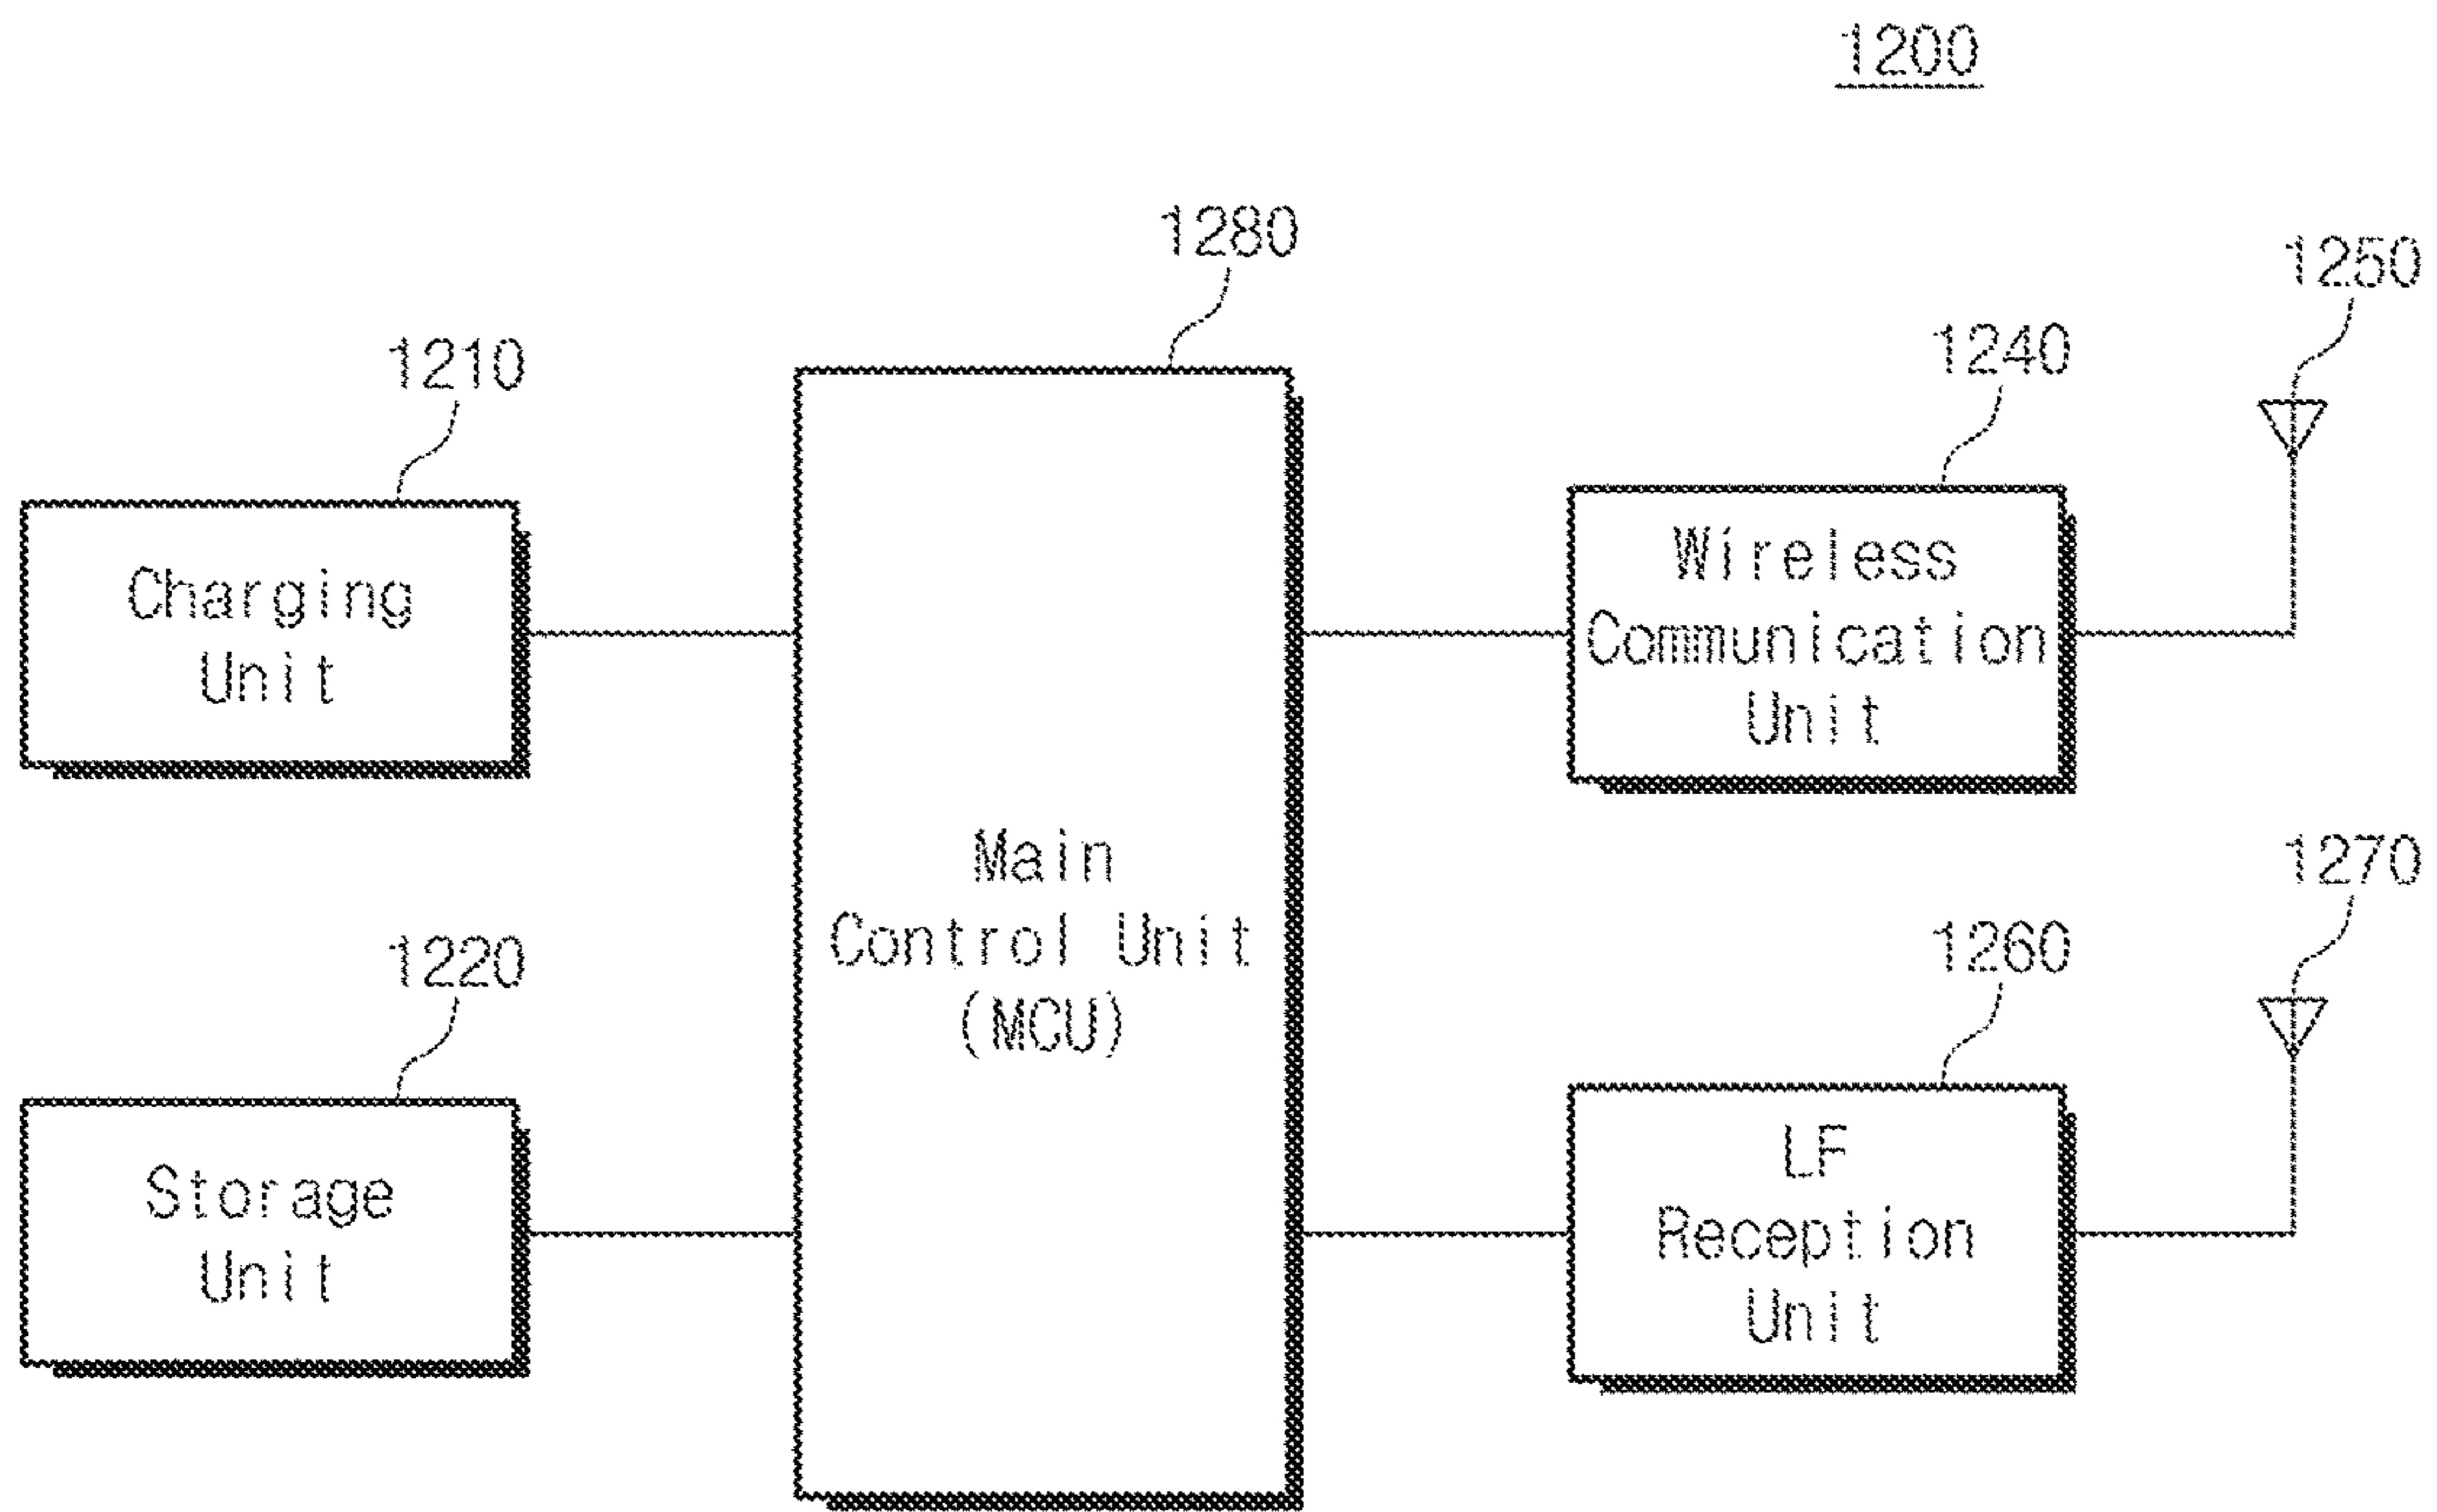 1200
1280
1250
1210
1240
Charging
Unit
Wireless
Communication
Unit
Main
Control Unit
(MCU)
1270
1220
1260
Storage
Unit
LF
Reception
Unit